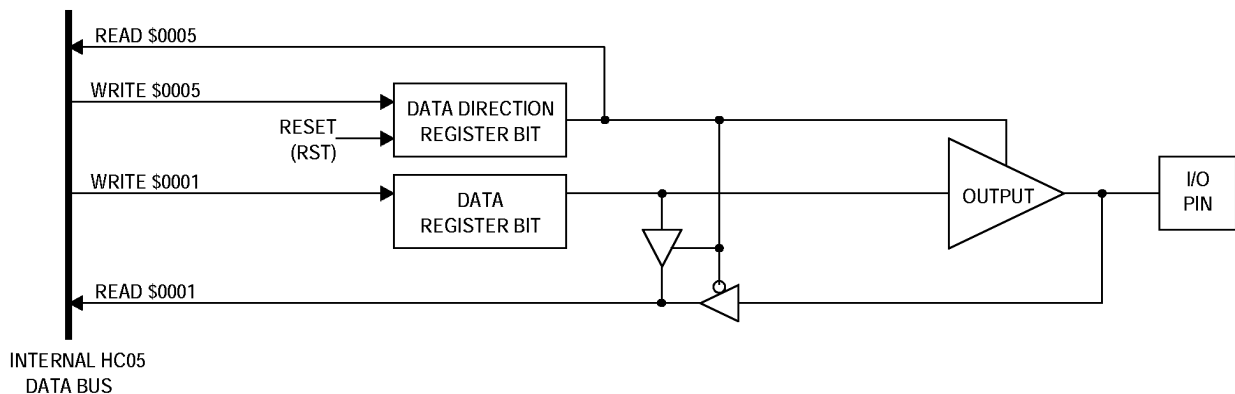 READ $0005
WRITE $0005
DATA DIRECTION
REGISTER BIT
RESET
(RST)
WRITE $0001
DATA
REGISTER BIT
OUTPUT
I/O
PIN
READ $0001
INTERNAL HC05
DATA BUS